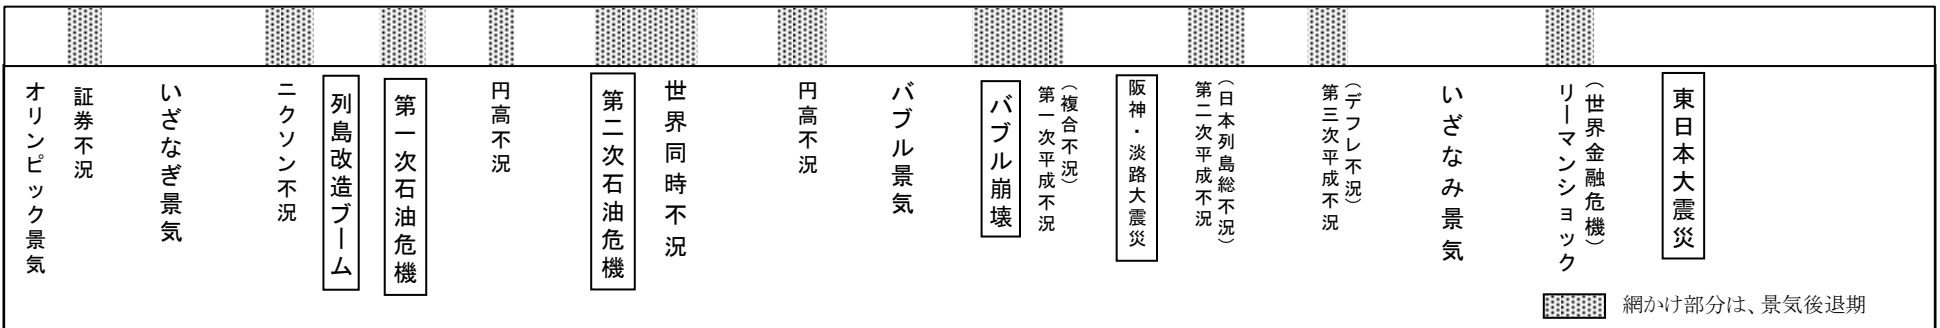 オリンピック景気
証券不況
いざなぎ景気
ニクソン不況
列島改造ブーム
第一次石油危機
円高不況
第二次石油危機
世界同時不況
円高不況
バブル景気
バブル崩壊
第一次平成不況
（複合不況）
阪神・淡路大震災
第二次平成不況
（日本列島総不況）
第三次平成不況
（デフレ不況）
いざなみ景気
リーマンショック
（世界金融危機）
東日本大震災
網かけ部分は、景気後退期